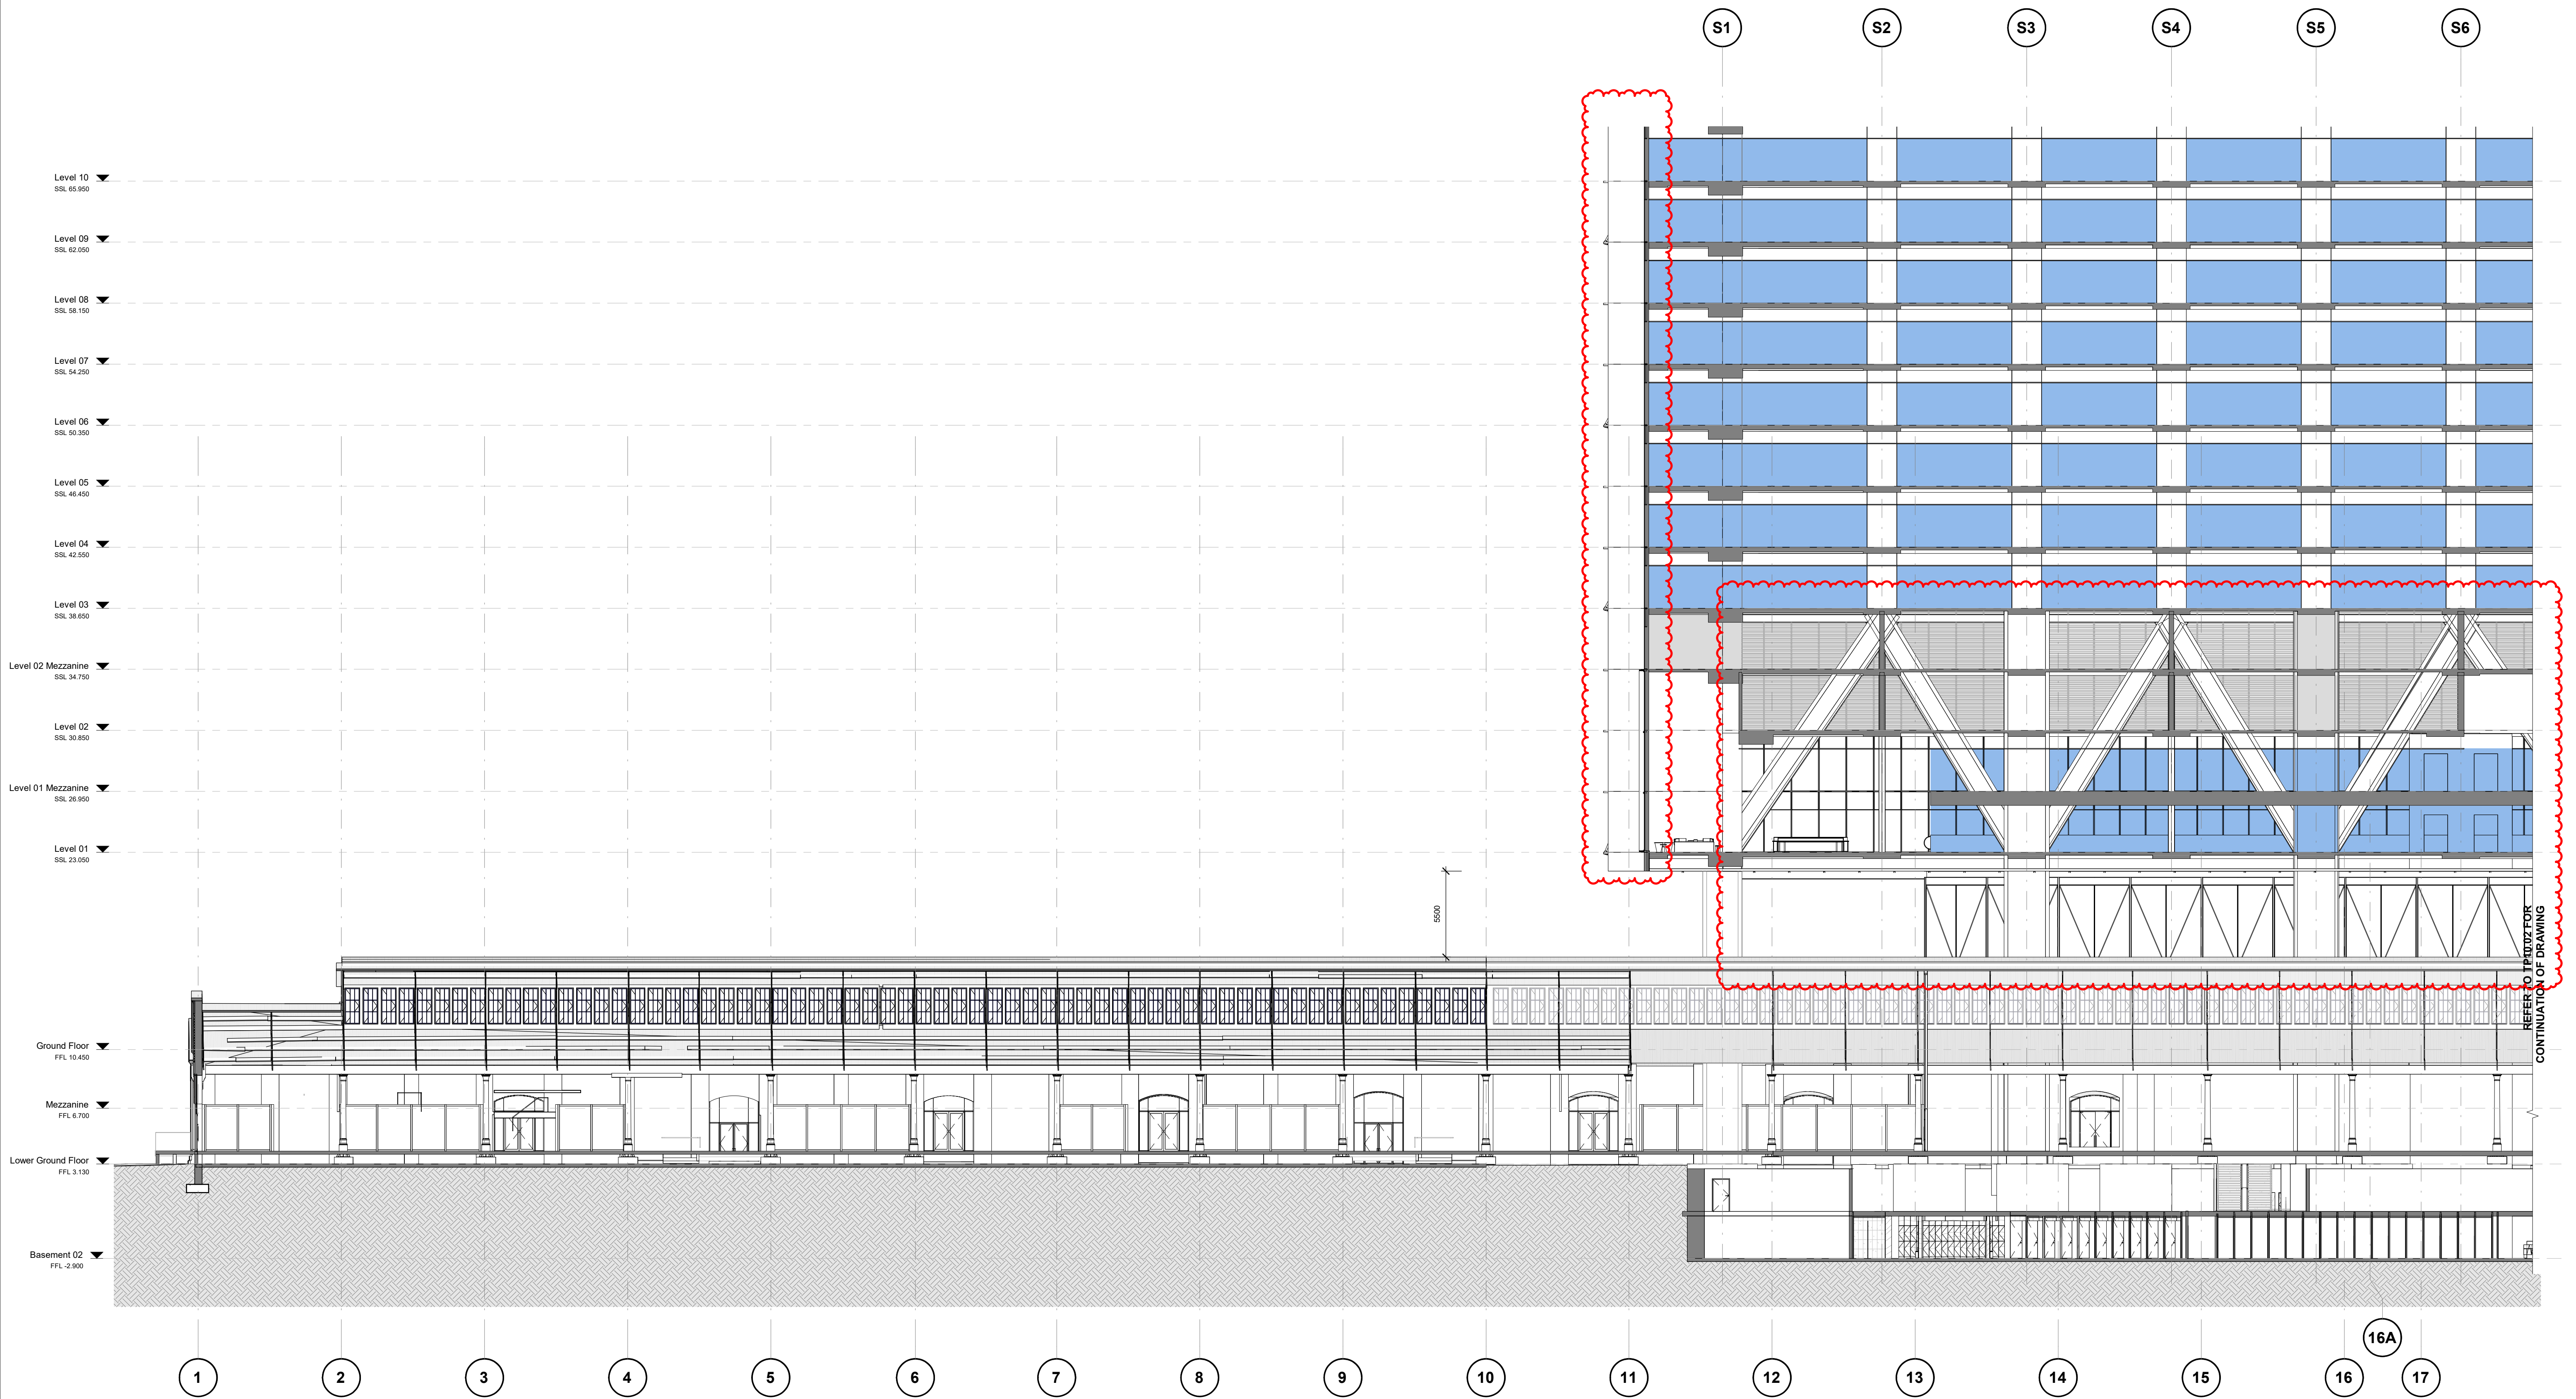 S1
S2
S3
S4
S5
S6
Level 10
SSL 65.950
Level 09
SSL 62.050
Level 08
SSL 58.150
Level 07
SSL 54.250
Level 06
SSL 50.350
Level 05
SSL 46.450
Level 04
SSL 42.550
Level 03
SSL 38.650
Level 02 Mezzanine
SSL 34.750
Level 02
SSL 30.850
Level 01 Mezzanine
SSL 26.950
Level 01
SSL 23.050
5500
REFER TO TP10.02 FOR
CONTINUATION OF DRAWING
Ground Floor
FFL 10.450
Mezzanine
FFL 6.700
Lower Ground Floor
FFL 3.130
Basement 02
FFL -2.900
16A
1
2
3
4
5
6
7
8
9
10
11
12
13
14
15
16
17